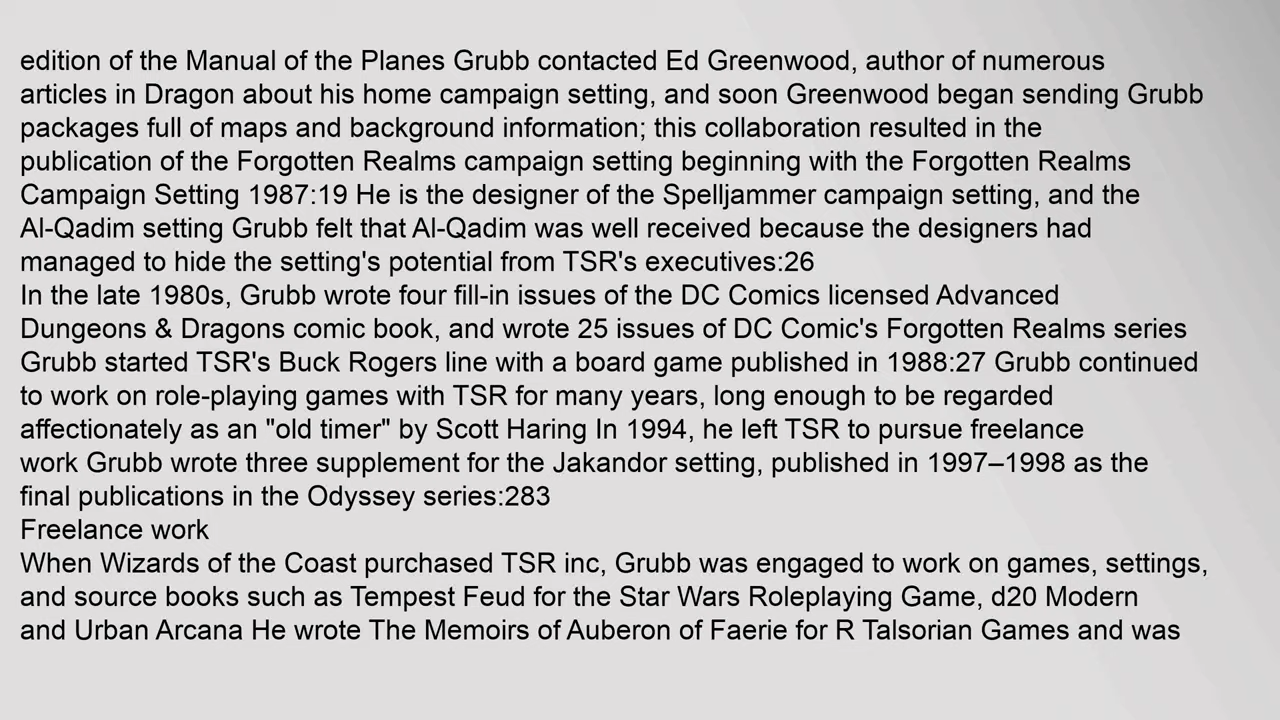 edition of the Manual of the Planes Grubb contacted Ed Greenwood, author of numerous
articles in Dragon about his home campaign setting, and soon Greenwood began sending Grubb
packages full of maps and background information; this collaboration resulted in the
publication of the Forgotten Realms campaign setting beginning with the Forgotten Realms
Campaign Setting 1987:19 He is the designer of the Spelljammer campaign setting, and the
Al-Qadim setting Grubb felt that Al-Qadim was well received because the designers had
managed to hide the setting's potential from TSR's executives:26
In the late 1980s, Grubb wrote four fill-in issues of the DC Comics licensed Advanced
Dungeons & Dragons comic book, and wrote 25 issues of DC Comic's Forgotten Realms series
Grubb started TSR's Buck Rogers line with a board game published in 1988:27 Grubb continued
to work on role-playing games with TSR for many years, long enough to be regarded
affectionately as an "old timer" by Scott Haring In 1994, he left TSR to pursue freelance
work Grubb wrote three supplement for the Jakandor setting, published in 1997–1998 as the
final publications in the Odyssey series:283
Freelance work
When Wizards of the Coast purchased TSR inc, Grubb was engaged to work on games, settings,
and source books such as Tempest Feud for the Star Wars Roleplaying Game, d20 Modern
and Urban Arcana He wrote The Memoirs of Auberon of Faerie for R Talsorian Games and was